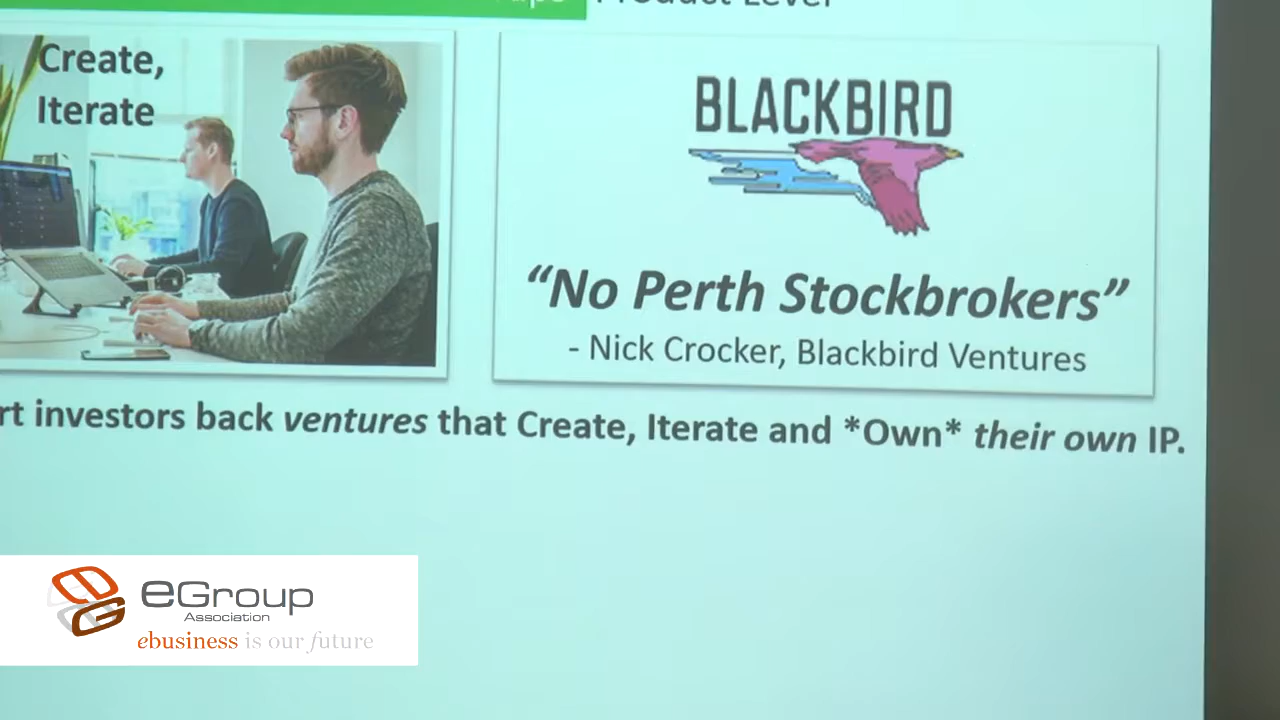 Product Level
Create,
Iterate
BLACKBIRD
“No Perth Stockbrokers”
- Nick Crocker, Blackbird Ventures
investors back ventures that Create, Iterate and *Own* their own IP.
eGroup
Association
ebusiness is our future